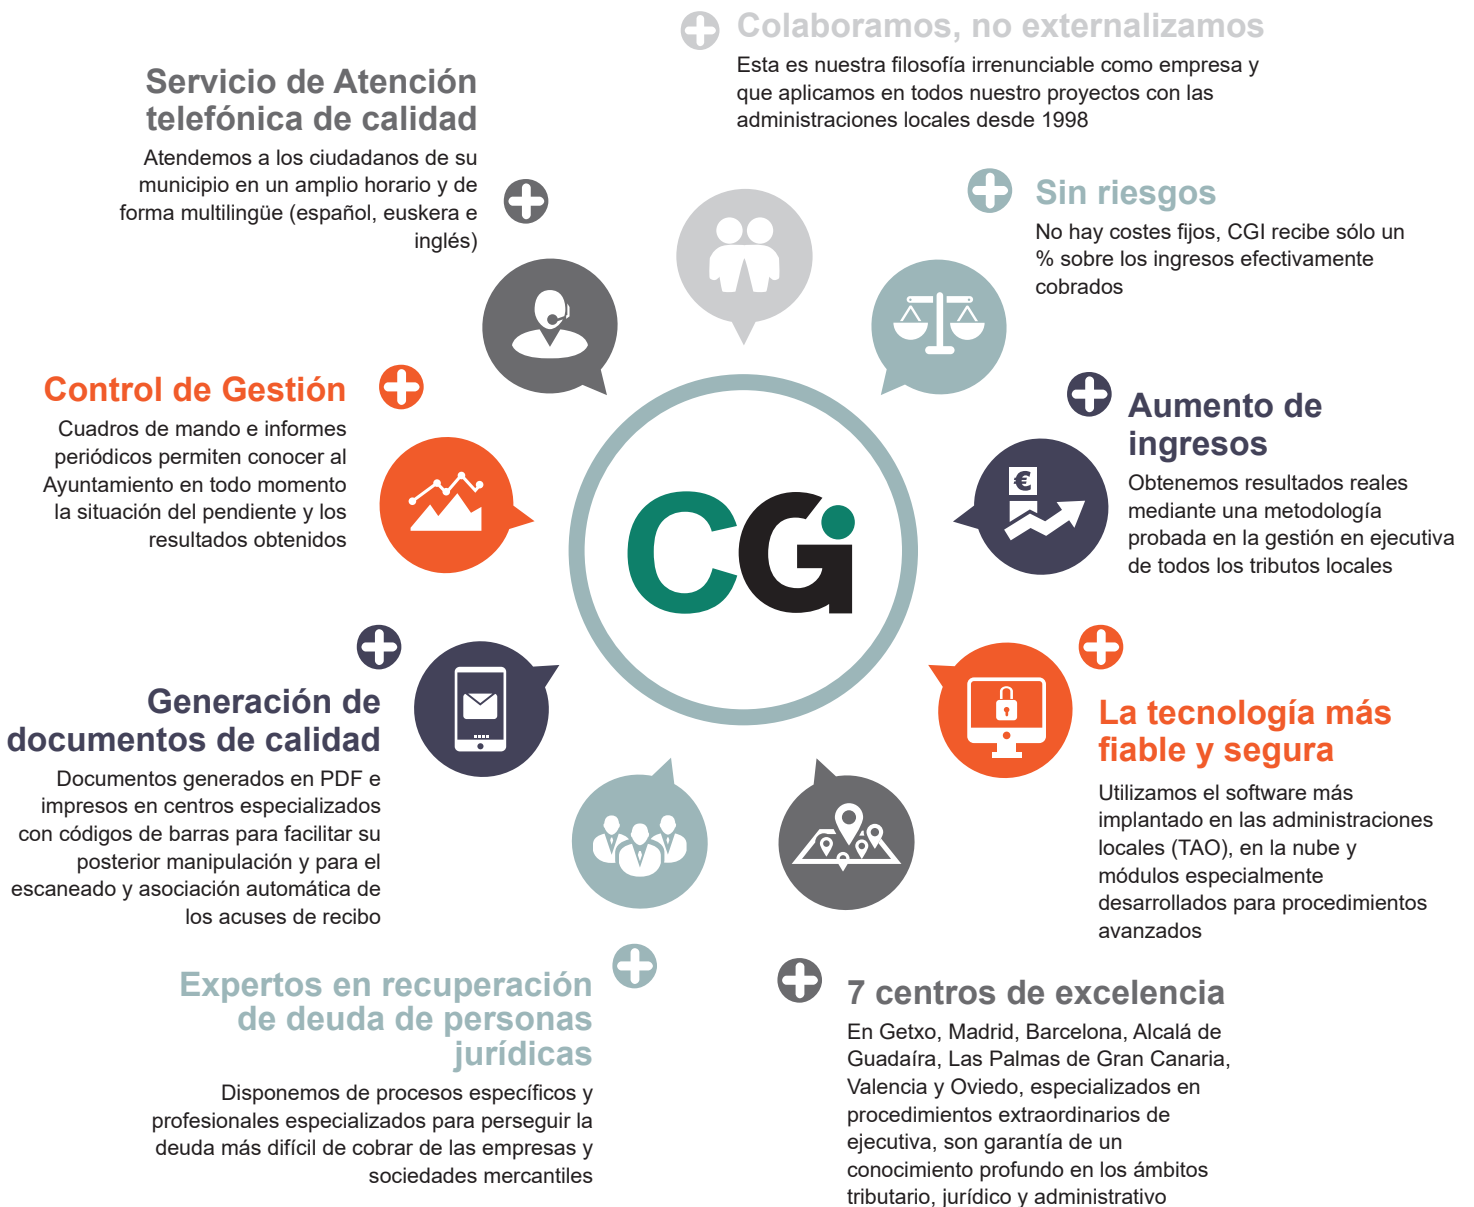 Colaboramos, no externalizamos
Esta es nuestra filosofía irrenunciable como empresa y
que aplicamos en todos nuestro proyectos con las
administraciones locales desde 1998
Sin riesgos
No hay costes fijos, CGI recibe sólo un
% sobre los ingresos efectivamente
cobrados
Aumento de
ingresos
Obtenemos resultados reales
mediante una metodología
probada en la gestión en ejecutiva
de todos los tributos locales
€
La tecnología más
fiable y segura
Utilizamos el software más
implantado en las administraciones
locales (TAO), en la nube y
módulos especialmente
desarrollados para procedimientos
avanzados
7 centros de excelencia
En Getxo, Madrid, Barcelona, Alcalá de
Guadaíra, Las Palmas de Gran Canaria,
Valencia y Oviedo, especializados en
procedimientos extraordinarios de
ejecutiva, son garantía de un
conocimiento profundo en los ámbitos
tributario, jurídico y administrativo
Expertos en recuperación
de deuda de personas
jurídicas
Disponemos de procesos específicos y
profesionales especializados para perseguir la
deuda más difícil de cobrar de las empresas y
sociedades mercantiles
Generación de
documentos de calidad
Documentos generados en PDF e
impresos en centros especializados
con códigos de barras para facilitar su
posterior manipulación y para el
escaneado y asociación automática de
los acuses de recibo
Control de Gestión
Cuadros de mando e informes
periódicos permiten conocer al
Ayuntamiento en todo momento
la situación del pendiente y los
resultados obtenidos
Servicio de Atención
telefónica de calidad
Atendemos a los ciudadanos de su
municipio en un amplio horario y de
forma multilingüe (español, euskera e
inglés)
CGi